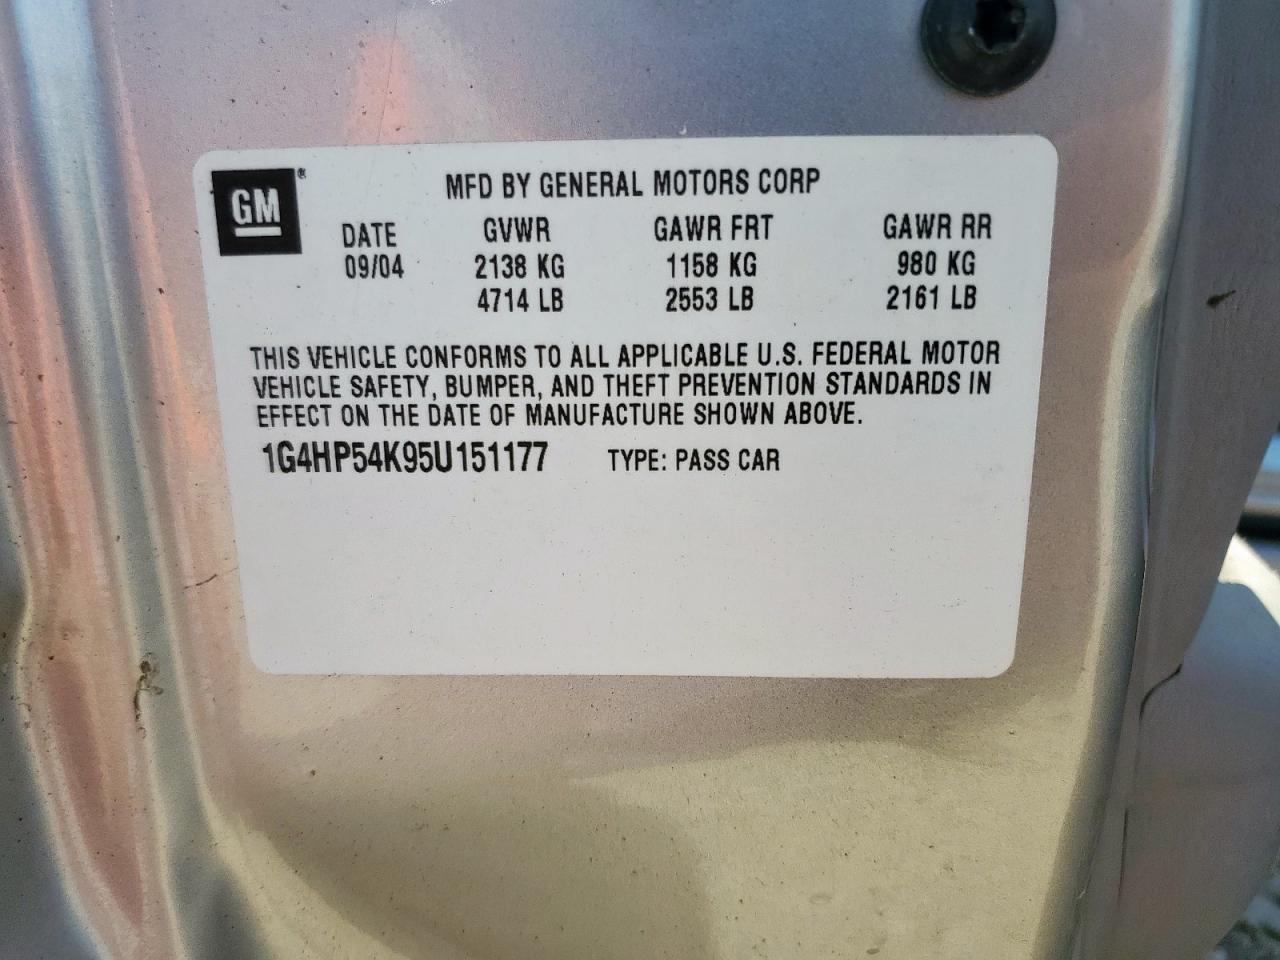 GM®
MFD BY GENERAL MOTORS CORP
DATE GVWR GAWR FRT GAWR RR
09/04 2138 KG 1158 KG 980 KG
4714 LB 2553 LB 2161 LB
THIS VEHICLE CONFORMS TO ALL APPLICABLE U.S. FEDERAL MOTOR
VEHICLE SAFETY, BUMPER, AND THEFT PREVENTION STANDARDS IN
EFFECT ON THE DATE OF MANUFACTURE SHOWN ABOVE.
1G4HP54K95U151177 TYPE: PASS CAR